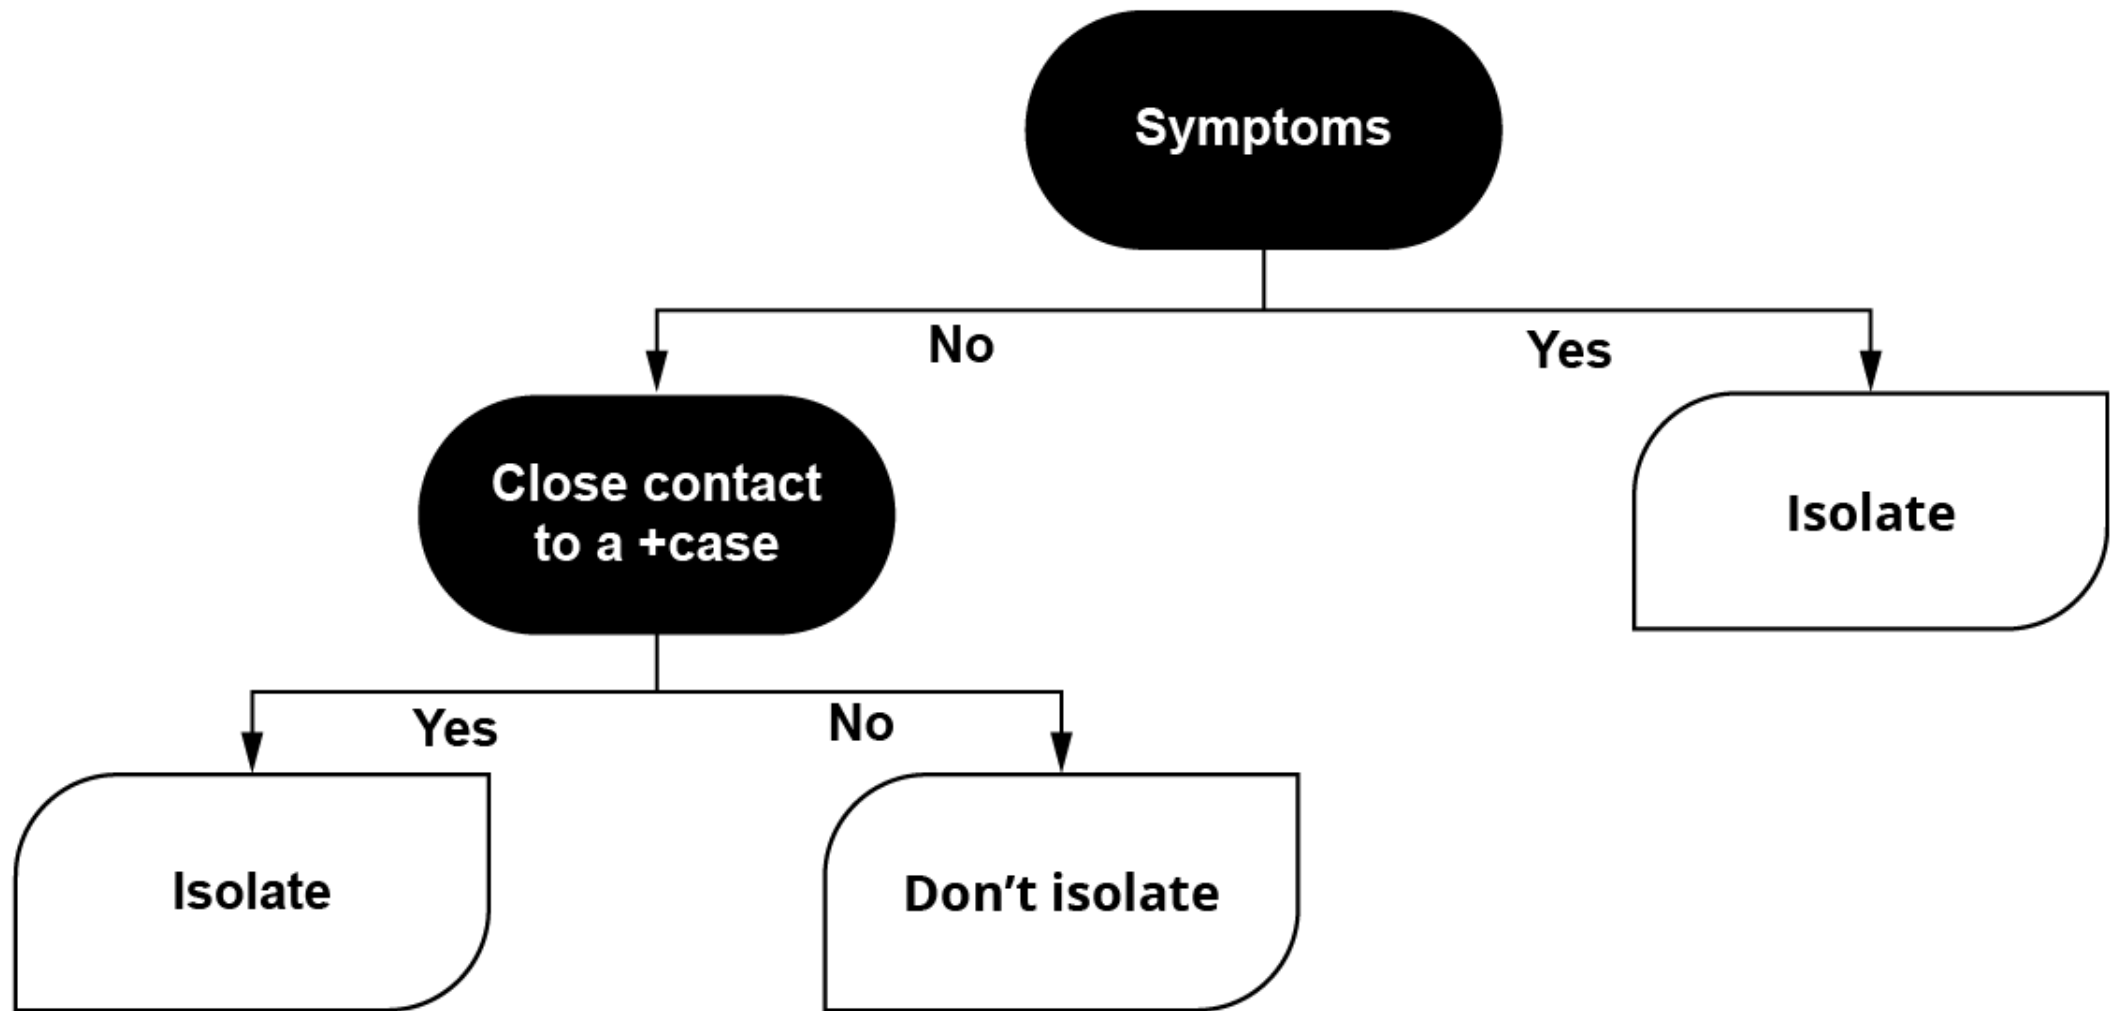 Symptoms
No
Yes
Close contact
to a +case
Isolate
Yes
No
Isolate
Don’t isolate